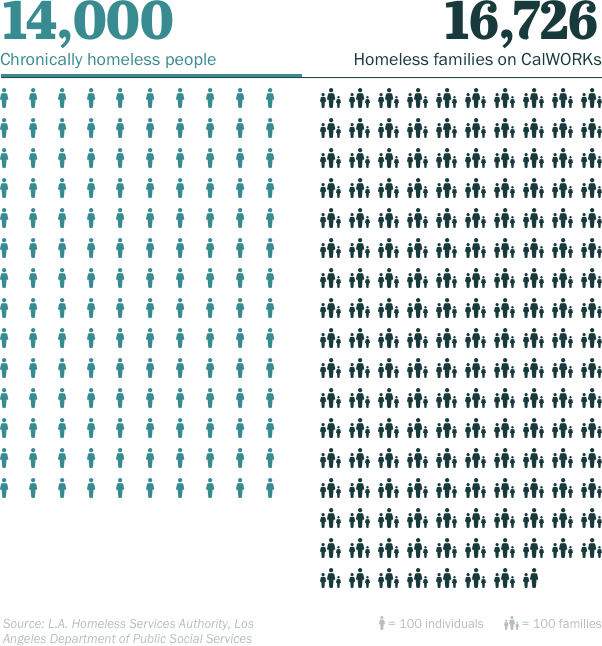 14,000
Chronically homeless people
16,726
Homeless families on CalWORKs
Source: L.A. Homeless Services Authority, Los
Angeles Department of Public Social Services
= 100 individuals
= 100 families